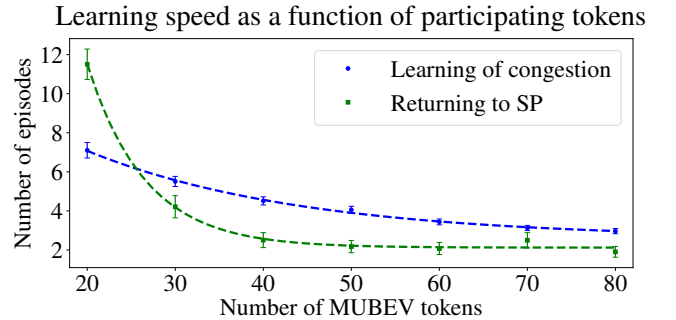 Learning speed as a function of participating tokens
Number of episodes
12
10
8
6
4
2
Learning of congestion
Returning to SP
20 30 40 50 60 70 80
Number of MUBEV tokens